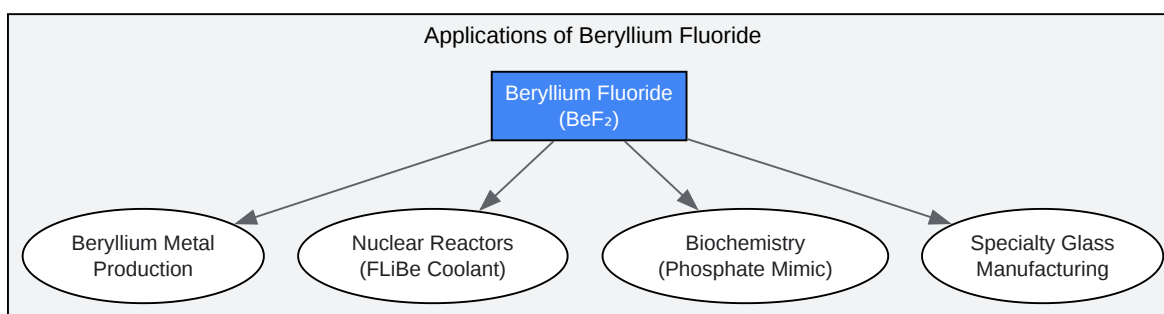 Applications of Beryllium Fluoride
Beryllium Fluoride
(BeF₂)
Beryllium Metal
Production
Nuclear Reactors
(FLiBe Coolant)
Biochemistry
(Phosphate Mimic)
Specialty Glass
Manufacturing